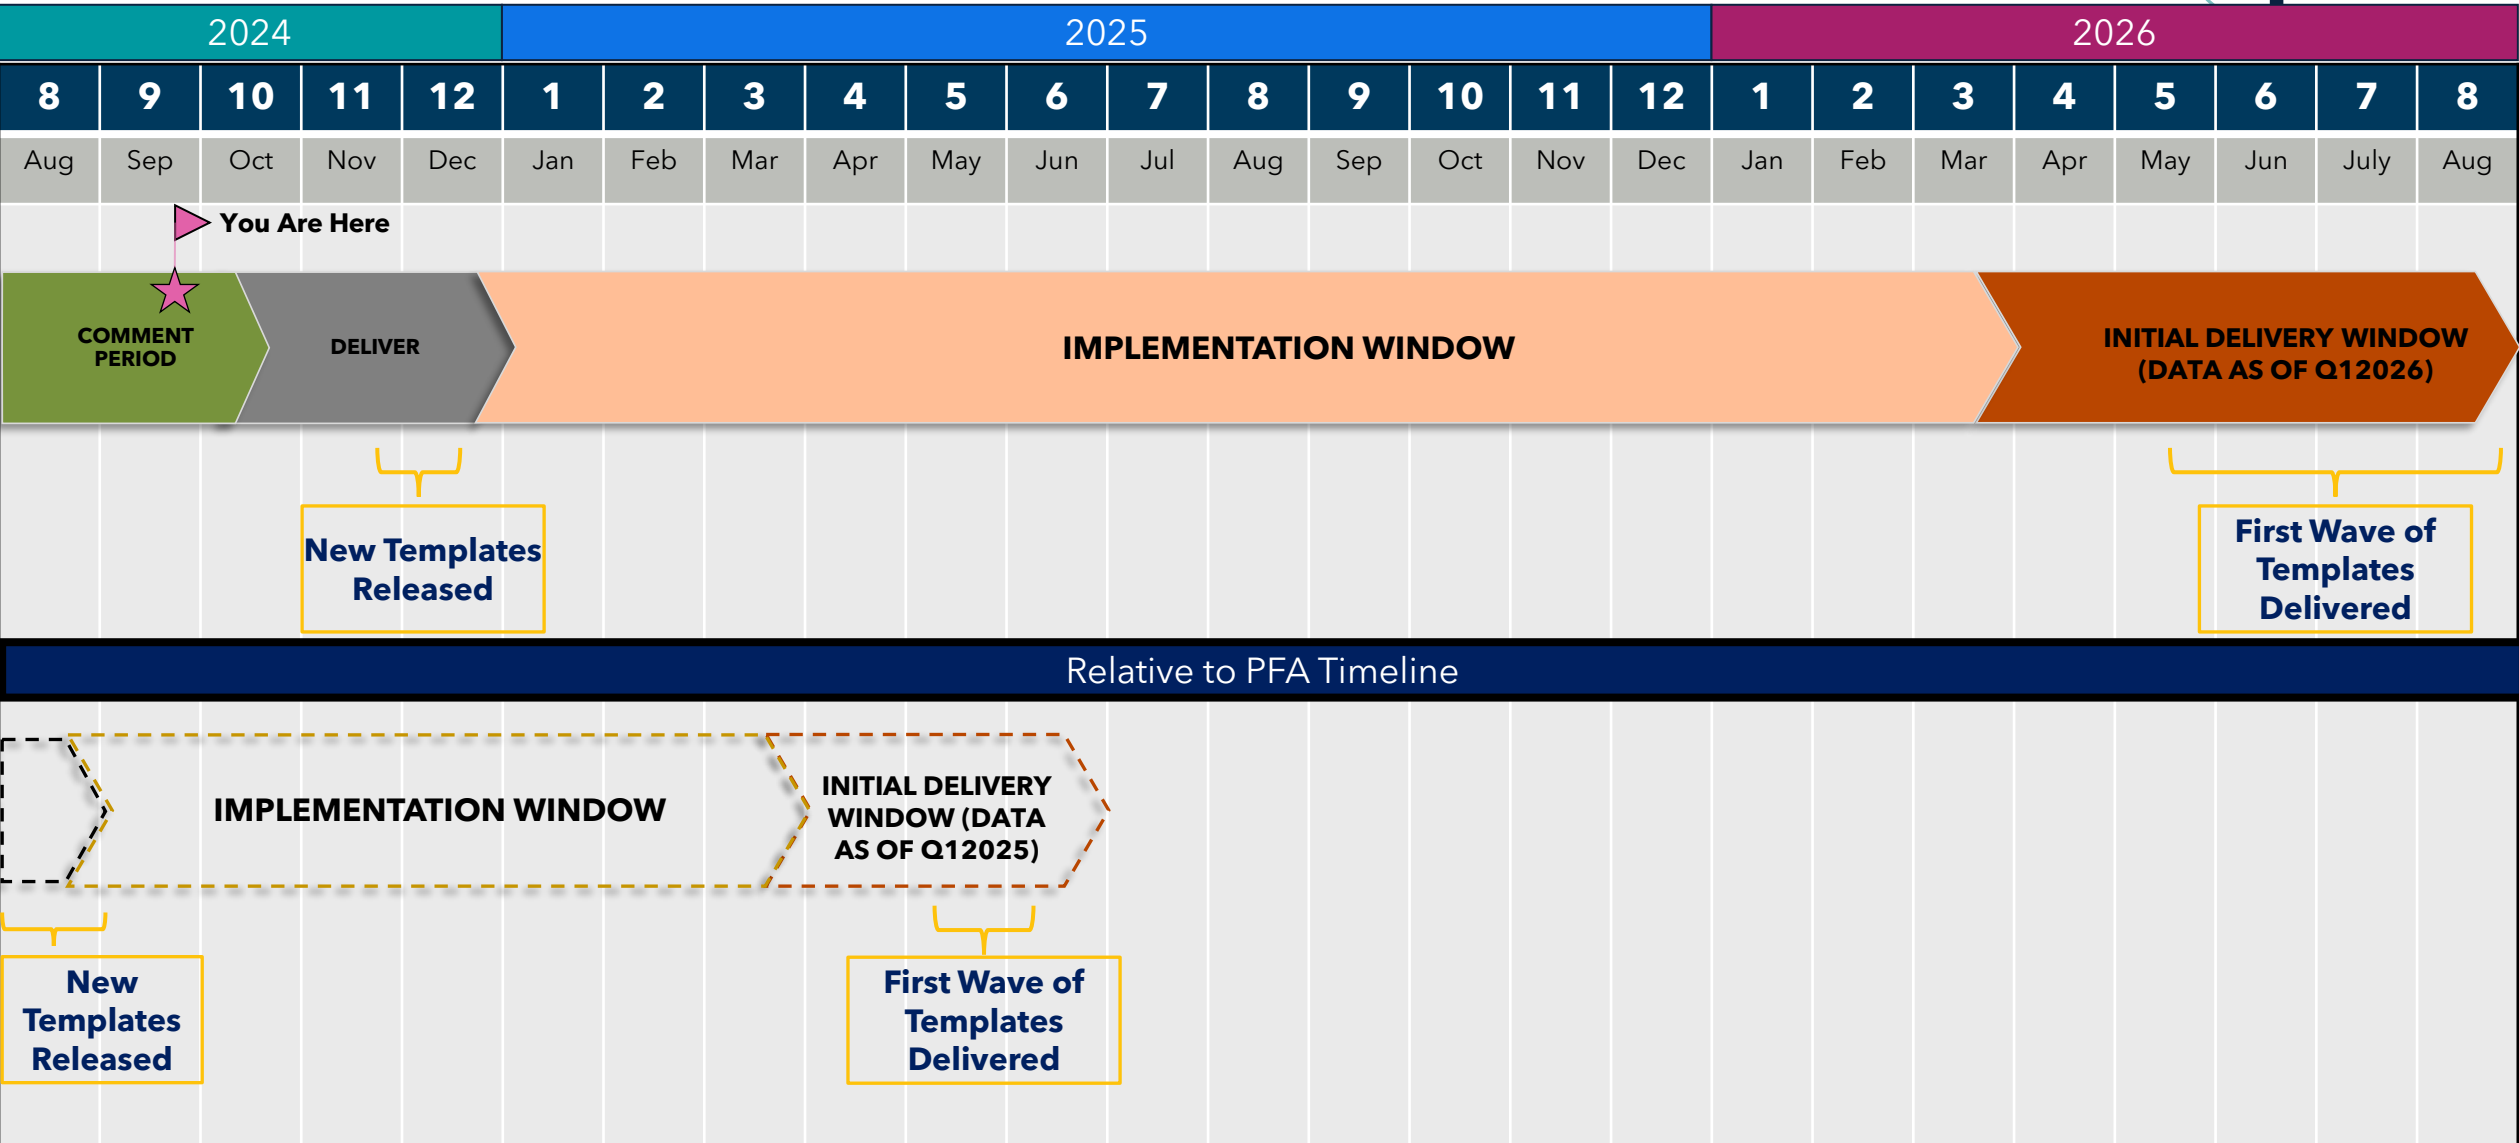 2024 2025 2026
8 9 10 11 12 1 2 3 4 5 6 7 8 9 10 11 12 1 2 3 4 5 6 7 8
Aug Sep Oct Nov Dec Jan Feb Mar Apr May Jun Jul Aug Sep Oct Nov Dec Jan Feb Mar Apr May Jun July Aug
You Are Here
COMMENT
PERIOD
DELIVER
IMPLEMENTATION WINDOW
INITIAL DELIVERY WINDOW
(DATA AS OF Q12026)
New Templates
Released
First Wave of
Templates
Delivered
Relative to PFA Timeline
IMPLEMENTATION WINDOW
INITIAL DELIVERY
WINDOW (DATA
AS OF Q12025)
New
Templates
Released
First Wave of
Templates
Delivered